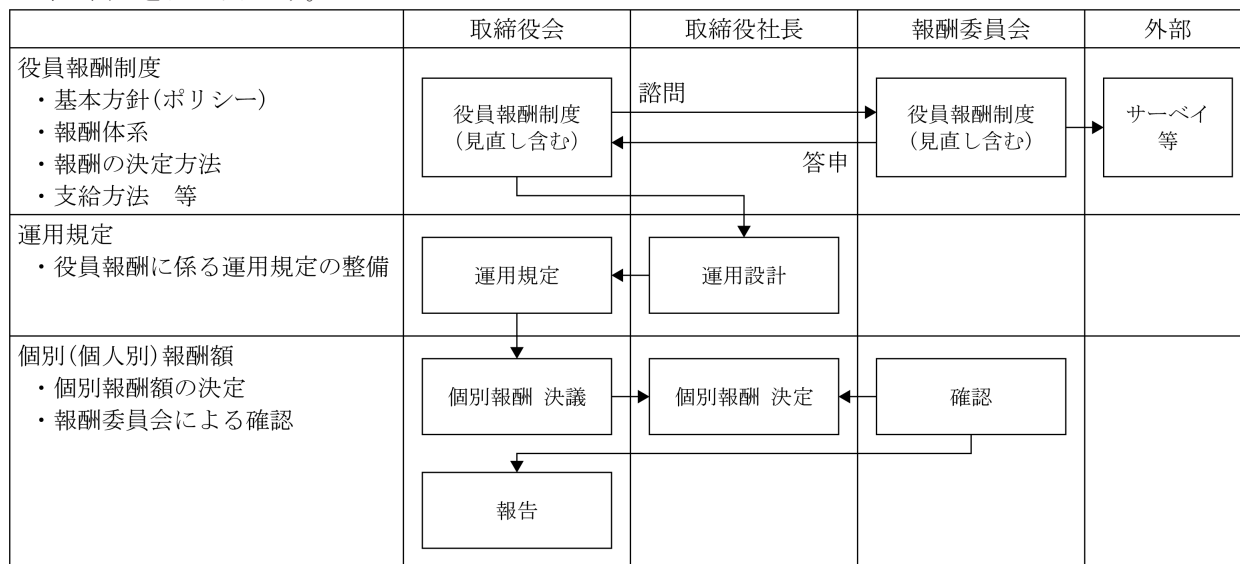 取締役会
取締役社長
報酬委員会
外部
役員報酬制度
・基本方針(ポリシー)
・報酬体系
・報酬の決定方法
・支給方法　等
役員報酬制度
(見直し含む)
諮問
答申
役員報酬制度
(見直し含む)
サーベイ
等
運用規定
・役員報酬に係る運用規定の整備
運用規定
運用設計
個別(個人別)報酬額
・個別報酬額の決定
・報酬委員会による確認
個別報酬 決議
個別報酬 決定
確認
報告